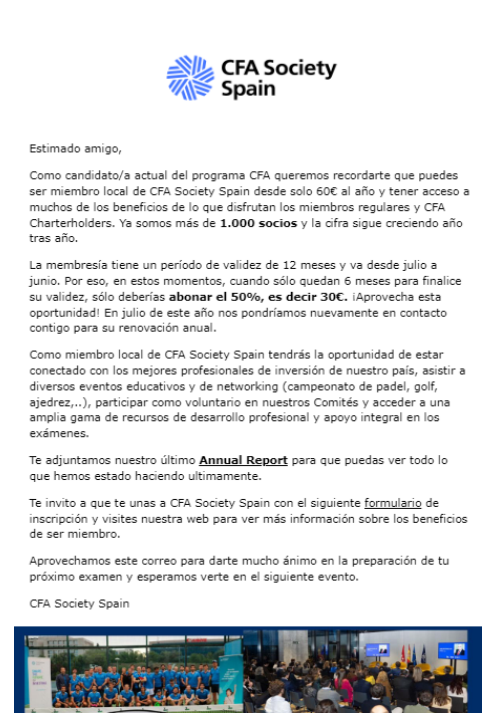 CFA Society
Spain
Estimado amigo,
Como candidato/a actual del programa CFA queremos recordarte que puedes
ser miembro local de CFA Society Spain desde solo 60€ al año y tener acceso a
muchos de los beneficios de lo que disfrutan los miembros regulares y CFA
Charterholders. Ya somos más de 1.000 socios y la cifra sigue creciendo año
tras año.
La membresía tiene un período de validez de 12 meses y va desde julio a
junio. Por eso, en estos momentos, cuando sólo quedan 6 meses para finalice
su validez, sólo deberías abonar el 50%, es decir 30€. ¡Aprovecha esta
oportunidad! En julio de este año nos pondríamos nuevamente en contacto
contigo para su renovación anual.
Como miembro local de CFA Society Spain tendrás la oportunidad de estar
conectado con los mejores profesionales de inversión de nuestro país, asistir a
diversos eventos educativos y de networking (campeonato de padel, golf,
ajedrez,..), participar como voluntario en nuestros Comités y acceder a una
amplia gama de recursos de desarrollo profesional y apoyo integral en los
exámenes.
Te adjuntamos nuestro último Annual Report para que puedas ver todo lo
que hemos estado haciendo ultimamente.
Te invito a que te unas a CFA Society Spain con el siguiente formulario de
inscripción y visites nuestra web para ver más información sobre los beneficios
de ser miembro.
Aprovechamos este correo para darte mucho ánimo en la preparación de tu
próximo examen y esperamos verte en el siguiente evento.
CFA Society Spain